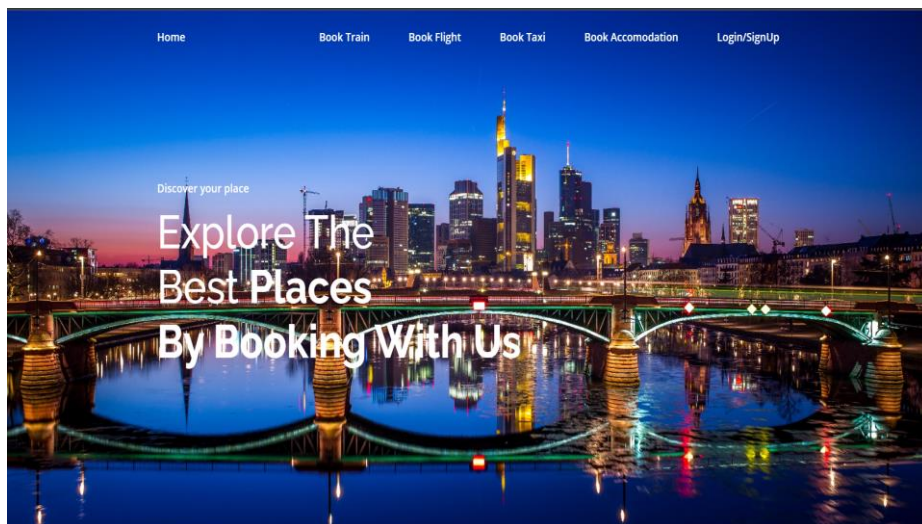 Home Book Train Book Flight Book Taxi Book Accomodation Login/SignUp
Discover your place
Explore The
Best Places
By Booking With Us